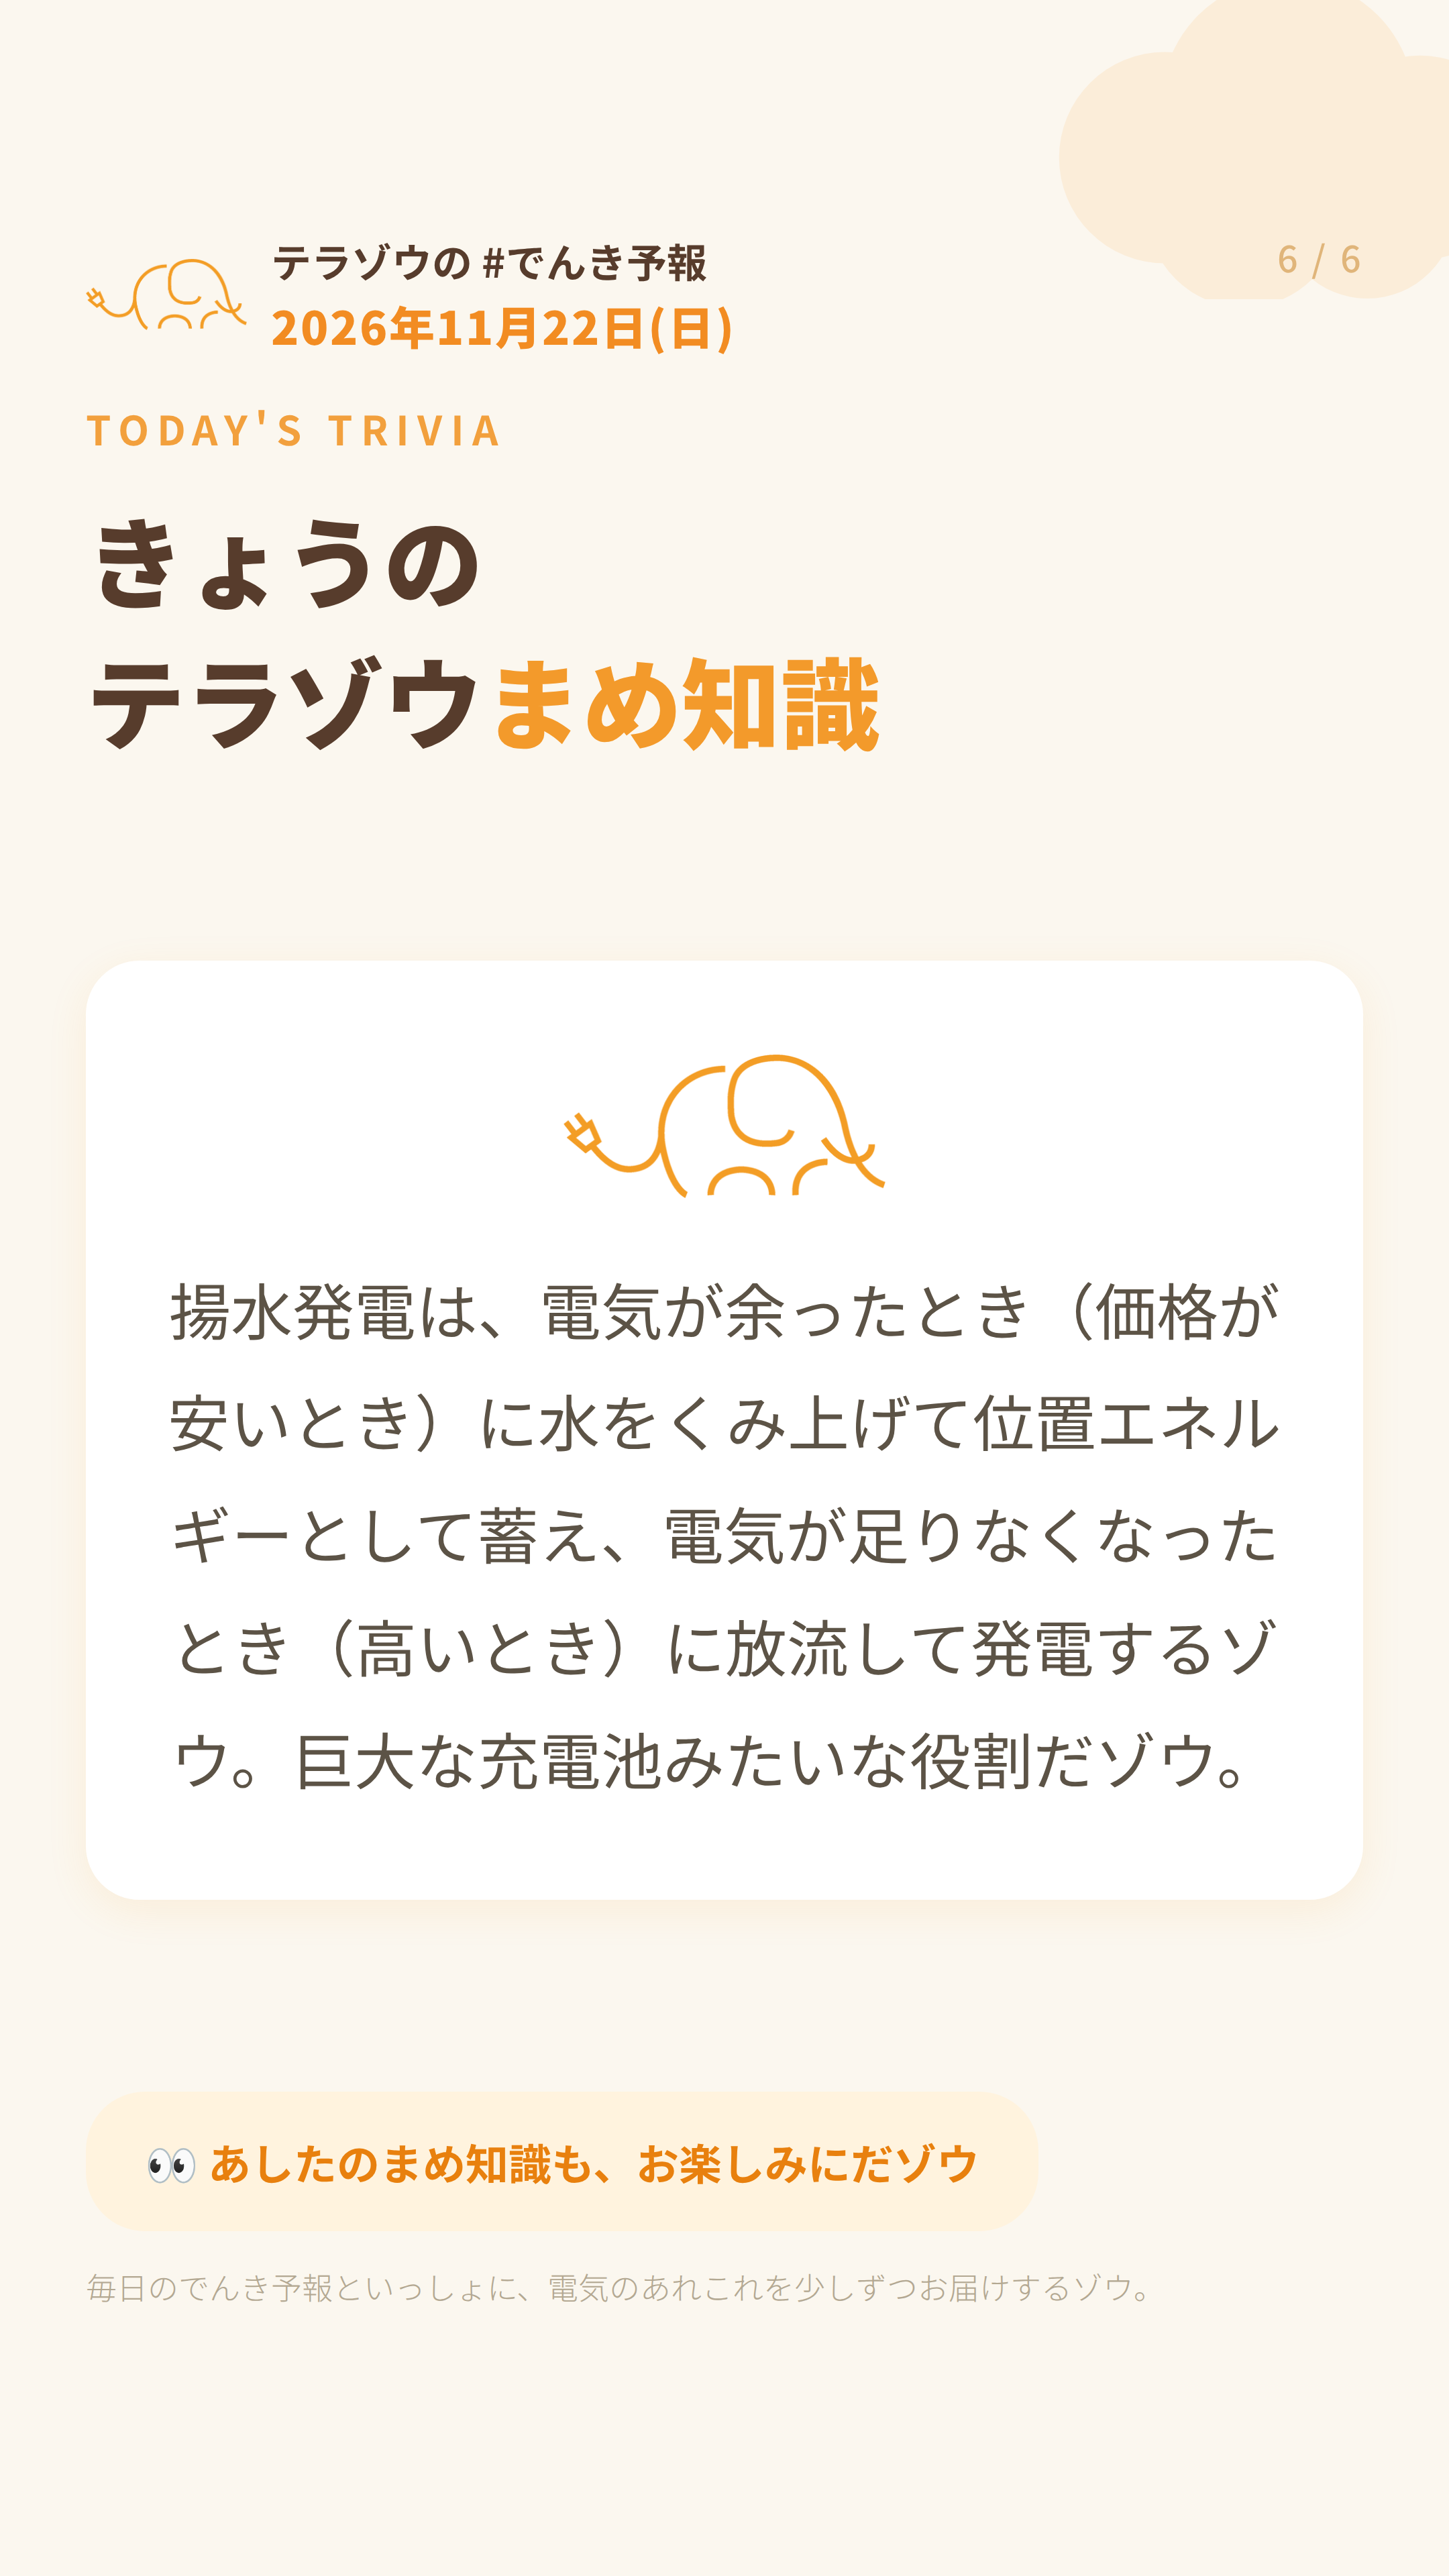 テラゾウの #でんき予報
2026年11月22日(日)
6 / 6
TODAY'S TRIVIA
きょうの
テラゾウまめ知識
揚水発電は、電気が余ったとき（価格が
安いとき）に水をくみ上げて位置エネル
ギーとして蓄え、電気が足りなくなった
とき（高いとき）に放流して発電するゾ
ウ。巨大な充電池みたいな役割だゾウ。
👀 あしたのまめ知識も、お楽しみにだゾウ
毎日のでんき予報といっしょに、電気のあれこれを少しずつお届けするゾウ。